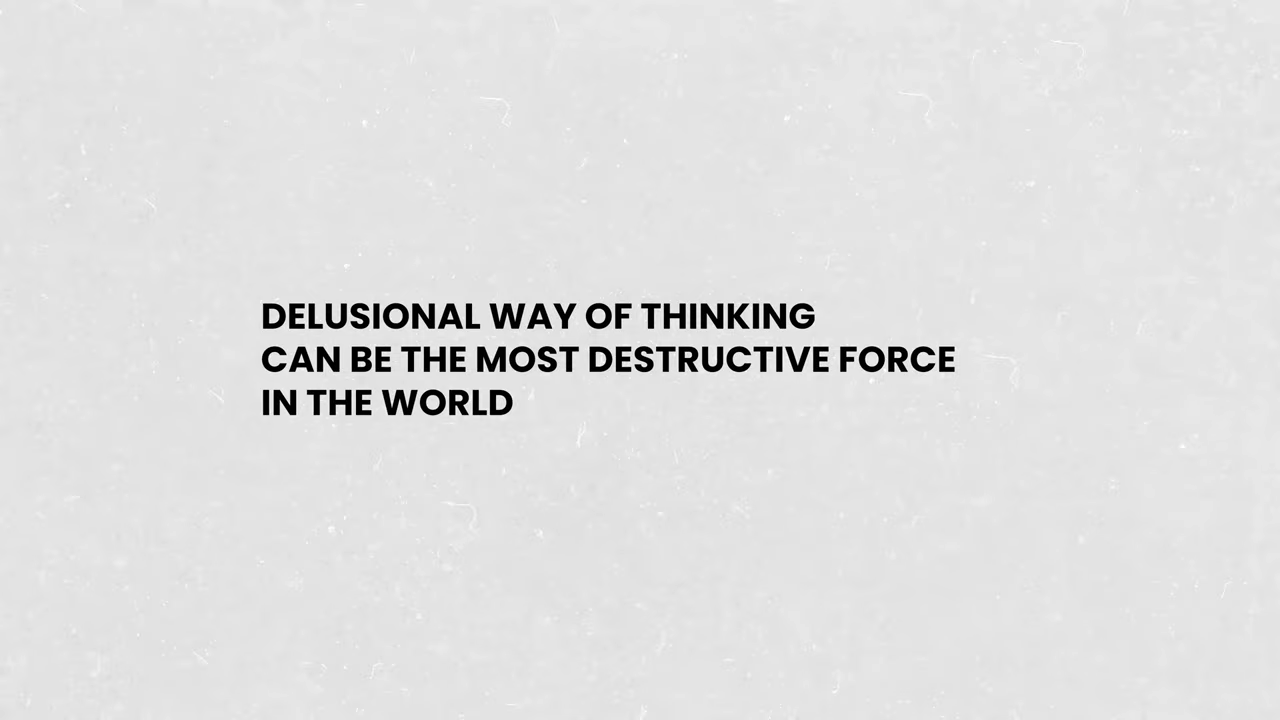 DELUSIONAL WAY OF THINKING
CAN BE THE MOST DESTRUCTIVE FORCE
IN THE WORLD